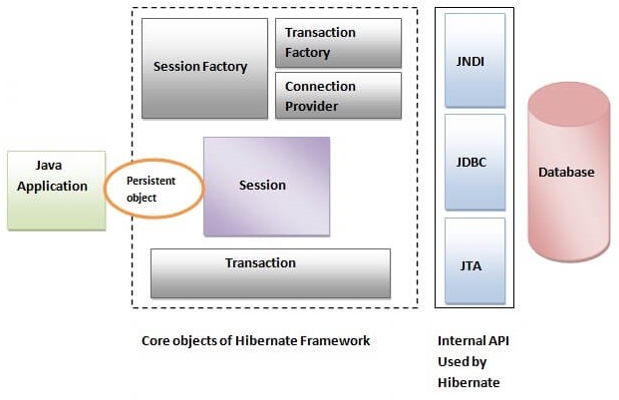 Session Factory
Transaction
Factory
Connection
Provider
JNDI
Java
Application
Persistent
object
Session
JDBC
Database
Transaction
JTA
Core objects of Hibernate Framework
Internal API
Used by
Hibernate